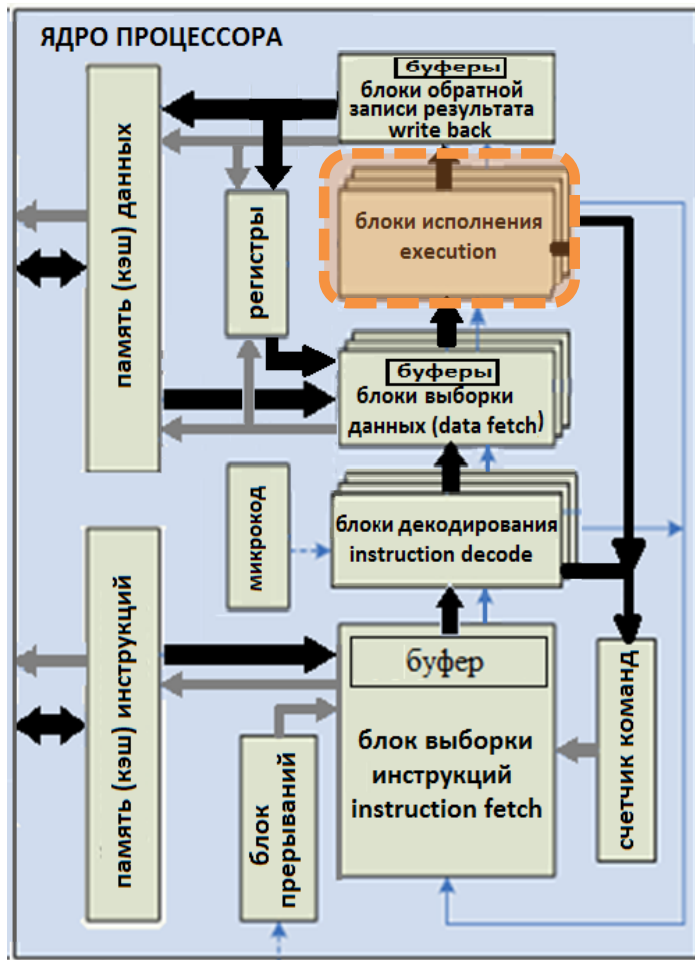 ЯДРО ПРОЦЕССОРА
буферы
блоки обратной
записи результата
write back
память (кэш) данных
регистры
блоки исполнения
execution
буферы
блоки выборки
данных (data fetch)
микрокод
блоки декодирования
instruction decode
память (кэш) инструкций
буфер
блок выборки
инструкций
instruction fetch
блок
прерываний
счетчик команд